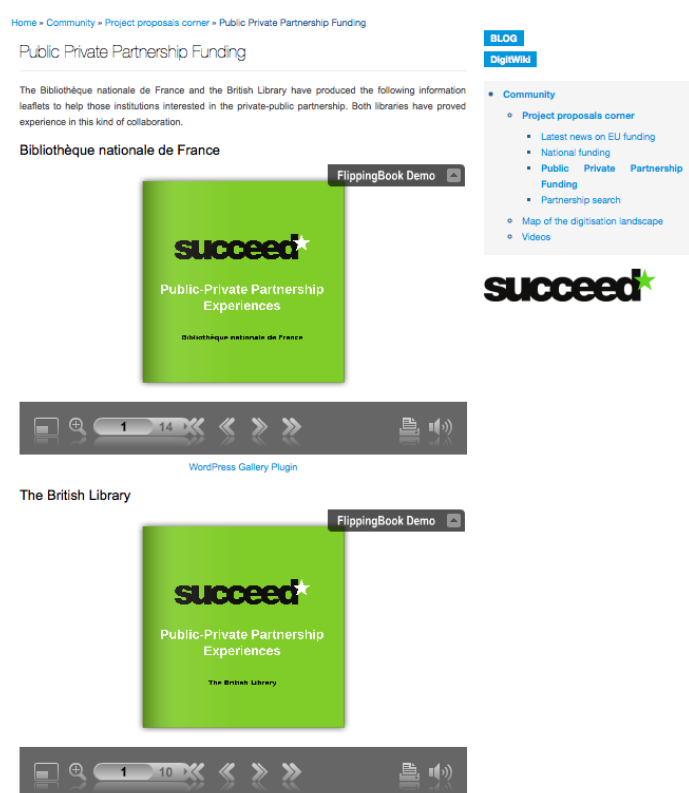 Home » Community » Project proposals corner » Public Private Partnership Funding
Public Private Partnership Funding
The Bibliothèque nationale de France and the British Library have produced the following information
leaflets to help those institutions interested in the private-public partnership. Both libraries have proved
experience in this kind of collaboration.
Bibliothèque nationale de France
FlippingBook Demo
succeed
Public-Private Partnership
Experiences
Bibliothèque nationale de France
1 14
WordPress Gallery Plugin
The British Library
FlippingBook Demo
succeed
Public-Private Partnership
Experiences
The British Library
1 10
BLOG
DigitWiki
Community
Project proposals corner
Latest news on EU funding
National funding
Public Private Partnership
Funding
Partnership search
Map of the digitisation landscape
Videos
succeed